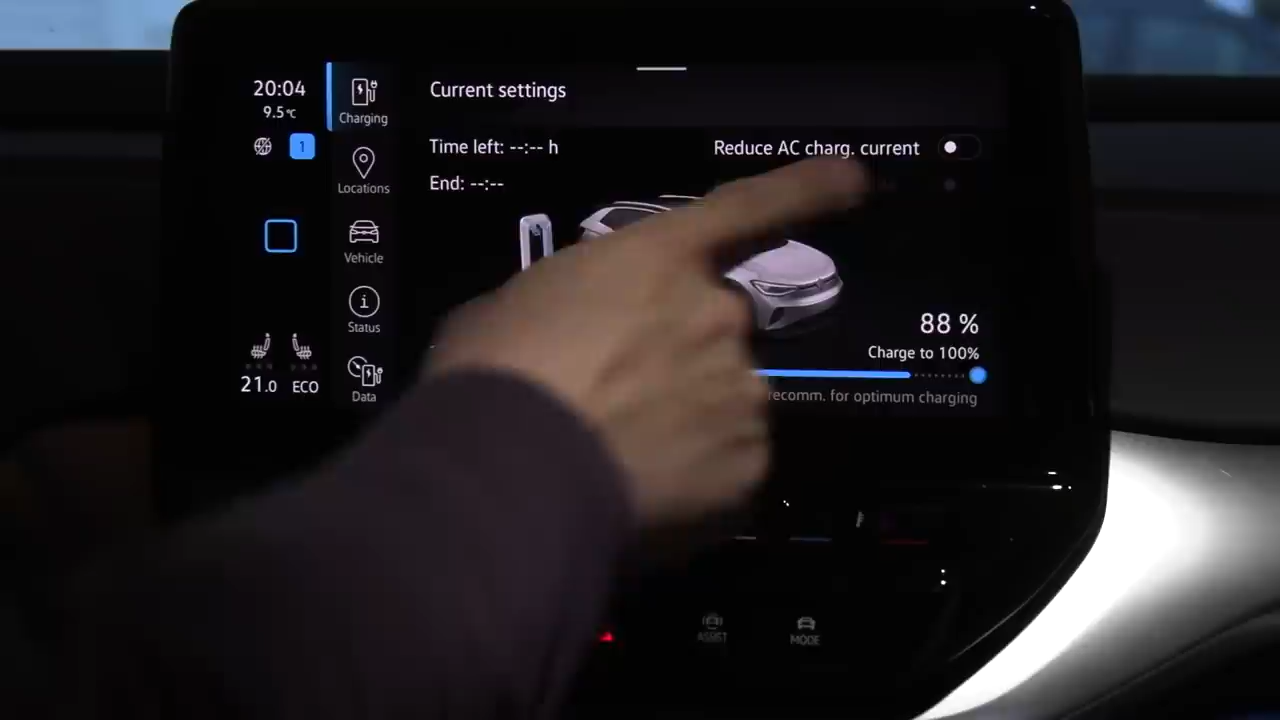 20:04
9.5°C
1
21.0 ECO
Charging
Locations
Vehicle
Status
Data
Current settings
Time left: --:-- h
End: --:--
Reduce AC charg. current
88 %
Charge to 100%
recomm. for optimum charging
ASSIST
MODE